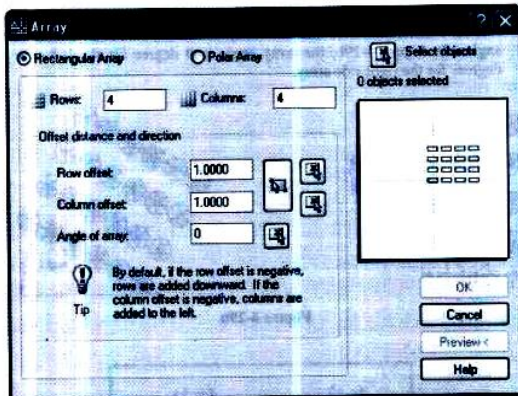 Array
Rectangular Array
Polar Array
Select objects
0 objects selected
Rows: 4
Columns: 4
Offset distance and direction
Row offset: 1.0000
Column offset: 1.0000
Angle of array: 0
Tip
By default, if the row offset is negative,
rows are added downward. If the
column offset is negative, columns are
added to the left.
OK
Cancel
Preview <
Help